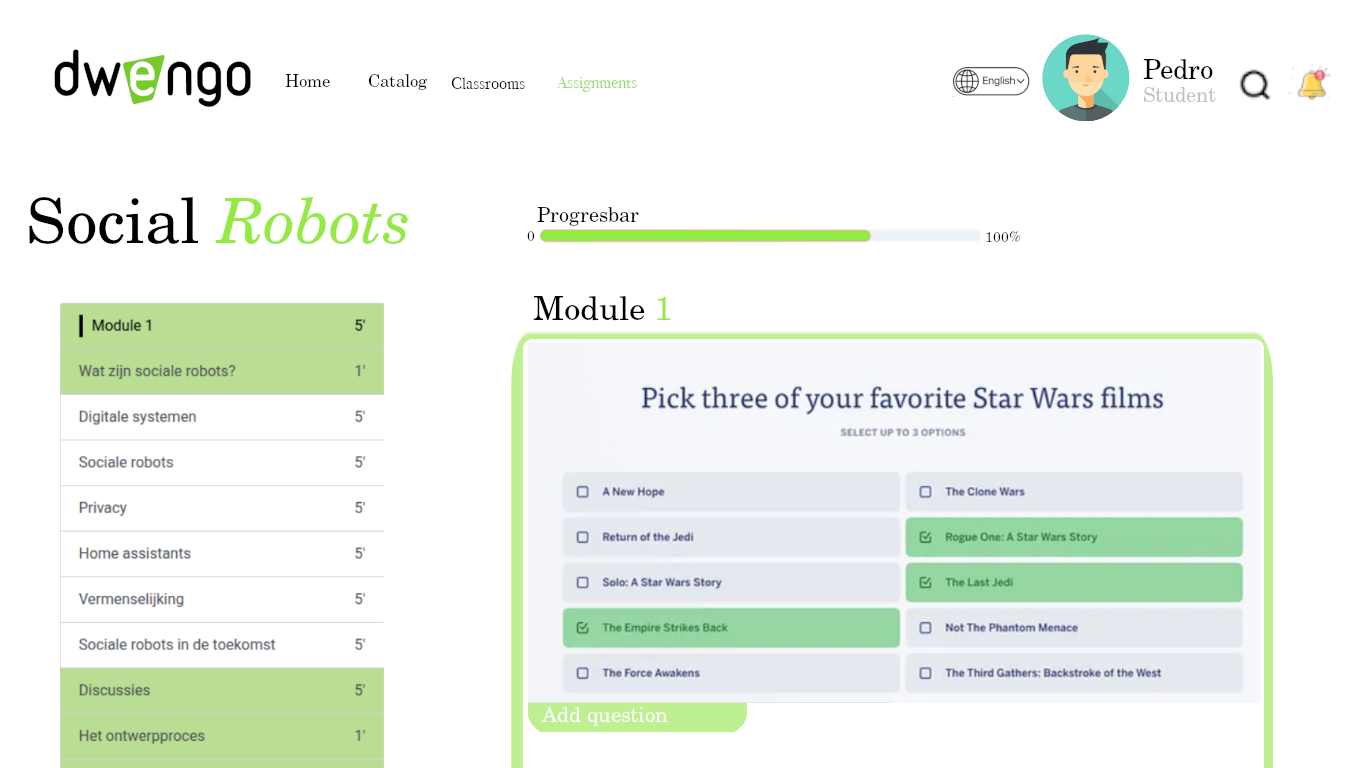 dwengo
Home Catalog Classrooms Assignments
English
Pedro
Student
Social Robots
Progresbar
0 100%
Module 1 5'
Wat zijn sociale robots? 1'
Digitale systemen 5'
Sociale robots 5'
Privacy 5'
Home assistants 5'
Vermenselijking 5'
Sociale robots in de toekomst 5'
Discussies 5'
Het ontwerpproces 1'
Module 1
Pick three of your favorite Star Wars films
SELECT UP TO 3 OPTIONS
A New Hope
The Clone Wars
Return of the Jedi
Rogue One: A Star Wars Story
Solo: A Star Wars Story
The Last Jedi
The Empire Strikes Back
Not The Phantom Menace
The Force Awakens
The Third Gathers: Backstroke of the West
Add question